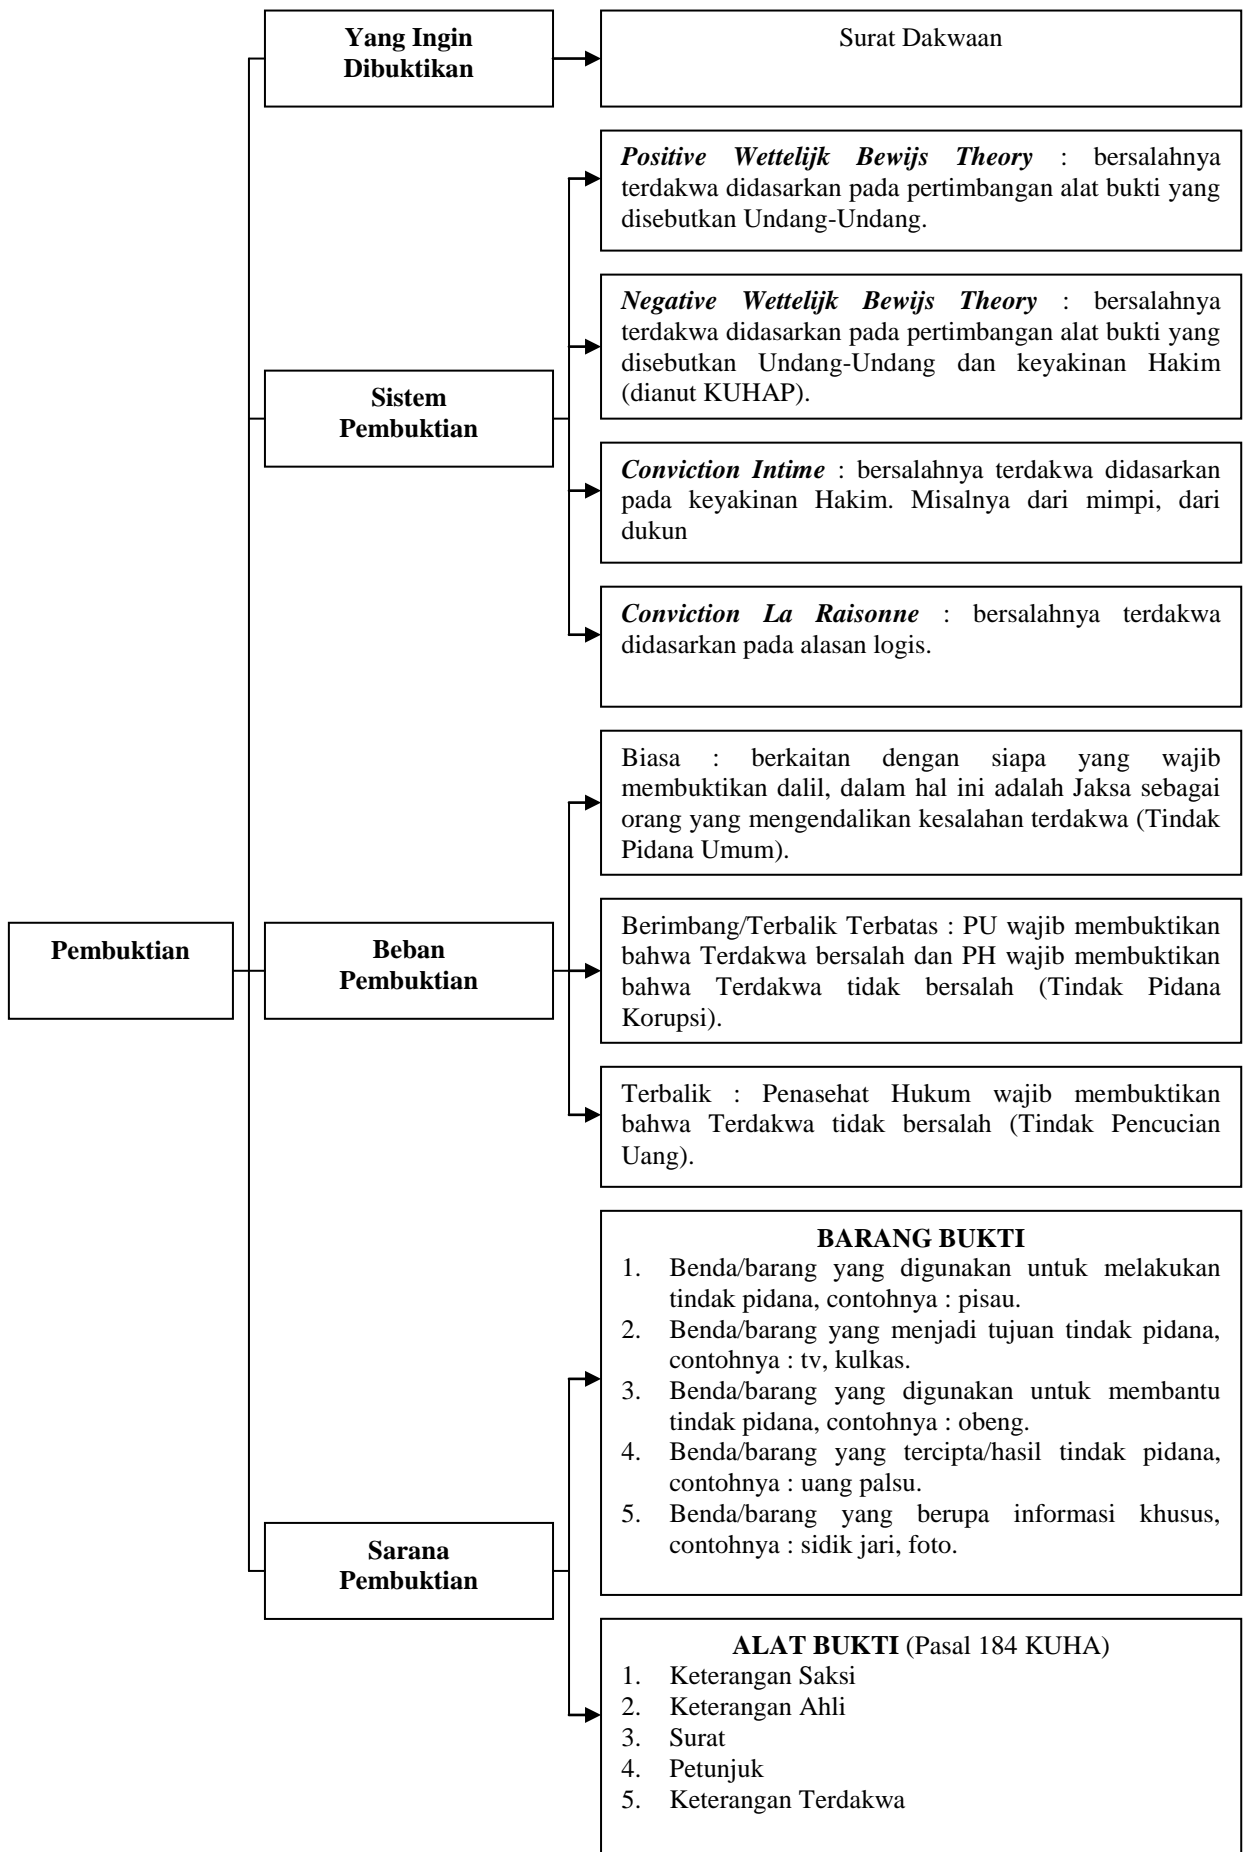 Yang Ingin
Dibuktikan
Surat Dakwaan
Positive Wettelijk Bewijs Theory : bersalahnya
terdakwa didasarkan pada pertimbangan alat bukti yang
disebutkan Undang-Undang.
Negative Wettelijk Bewijs Theory : bersalahnya
terdakwa didasarkan pada pertimbangan alat bukti yang
disebutkan Undang-Undang dan keyakinan Hakim
(dianut KUHAP).
Sistem
Pembuktian
Conviction Intime : bersalahnya terdakwa didasarkan
pada keyakinan Hakim. Misalnya dari mimpi, dari
dukun
Conviction La Raisonne : bersalahnya terdakwa
didasarkan pada alasan logis.
Biasa : berkaitan dengan siapa yang wajib
membuktikan dalil, dalam hal ini adalah Jaksa sebagai
orang yang mengendalikan kesalahan terdakwa (Tindak
Pidana Umum).
Pembuktian
Beban
Pembuktian
Berimbang/Terbalik Terbatas : PU wajib membuktikan
bahwa Terdakwa bersalah dan PH wajib membuktikan
bahwa Terdakwa tidak bersalah (Tindak Pidana
Korupsi).
Terbalik : Penasehat Hukum wajib membuktikan
bahwa Terdakwa tidak bersalah (Tindak Pencucian
Uang).
BARANG BUKTI
1. Benda/barang yang digunakan untuk melakukan
tindak pidana, contohnya : pisau.
2. Benda/barang yang menjadi tujuan tindak pidana,
contohnya : tv, kulkas.
3. Benda/barang yang digunakan untuk membantu
tindak pidana, contohnya : obeng.
4. Benda/barang yang tercipta/hasil tindak pidana,
contohnya : uang palsu.
5. Benda/barang yang berupa informasi khusus,
contohnya : sidik jari, foto.
Sarana
Pembuktian
ALAT BUKTI (Pasal 184 KUHA)
1. Keterangan Saksi
2. Keterangan Ahli
3. Surat
4. Petunjuk
5. Keterangan Terdakwa